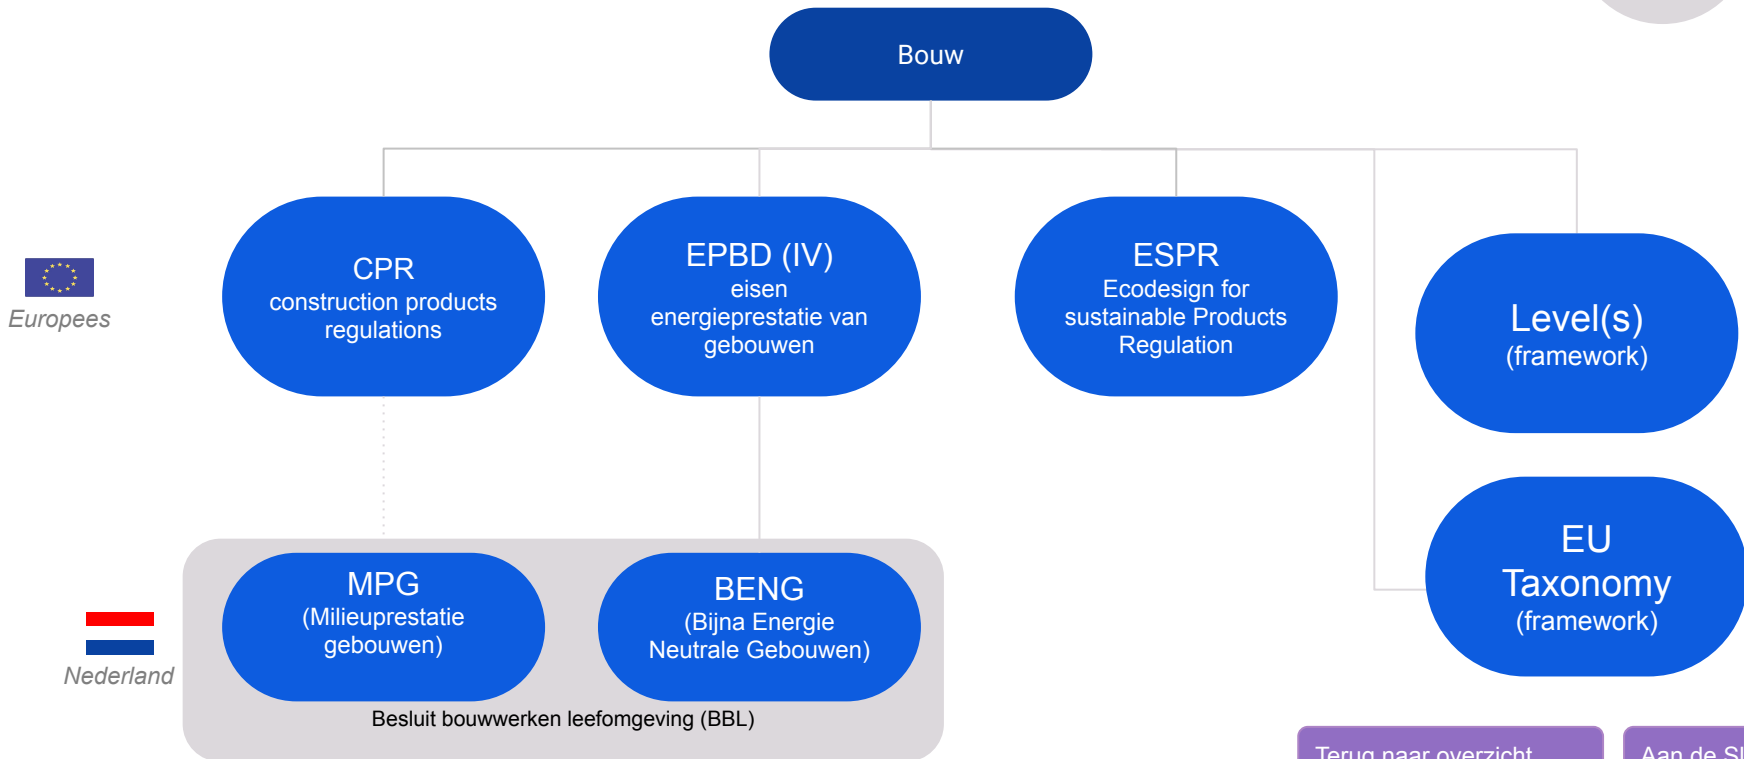 Bouw
CPR
construction products
regulations
EPBD (IV)
eisen
energieprestatie van
gebouwen
ESPR
Ecodesign for
sustainable Products
Regulation
Level(s)
(framework)
Europees
EU
Taxonomy
(framework)
MPG
(Milieuprestatie
gebouwen)
BENG
(Bijna Energie
Neutrale Gebouwen)
Nederland
Besluit bouwwerken leefomgeving (BBL)
Terug naar overzicht
Aan de